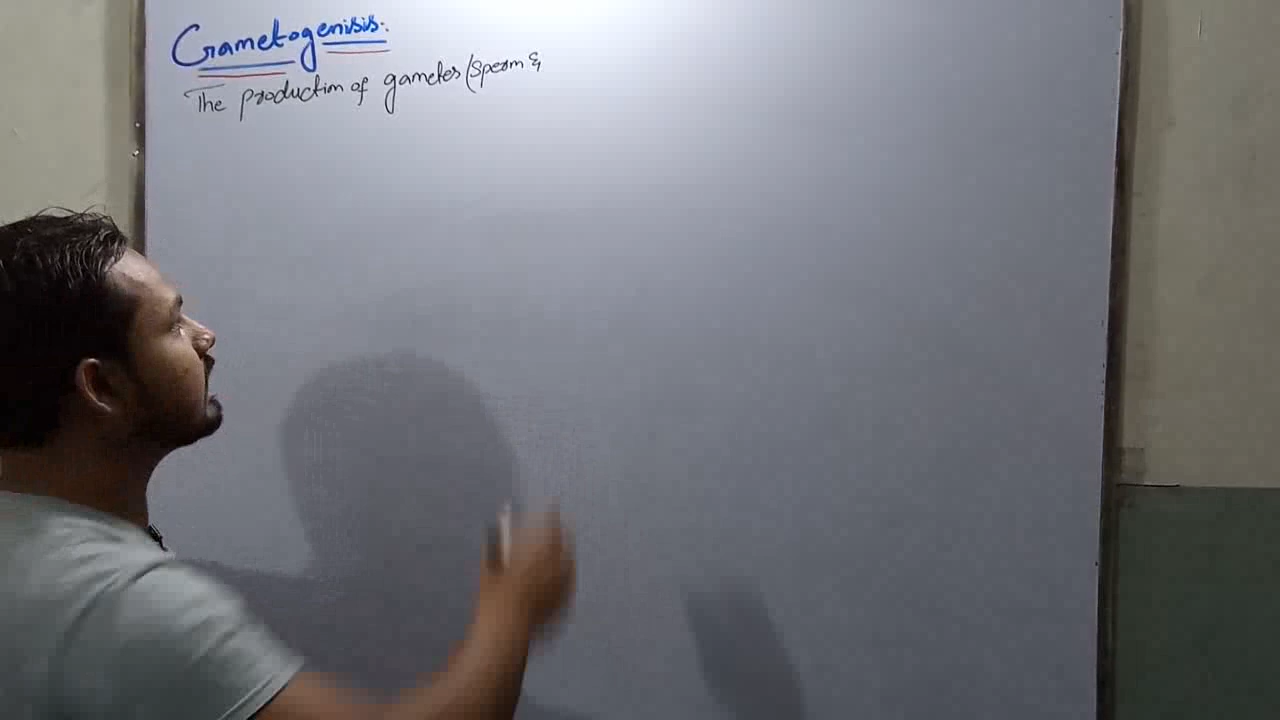 Gametogenisis.
The production of gametes (Sperm &